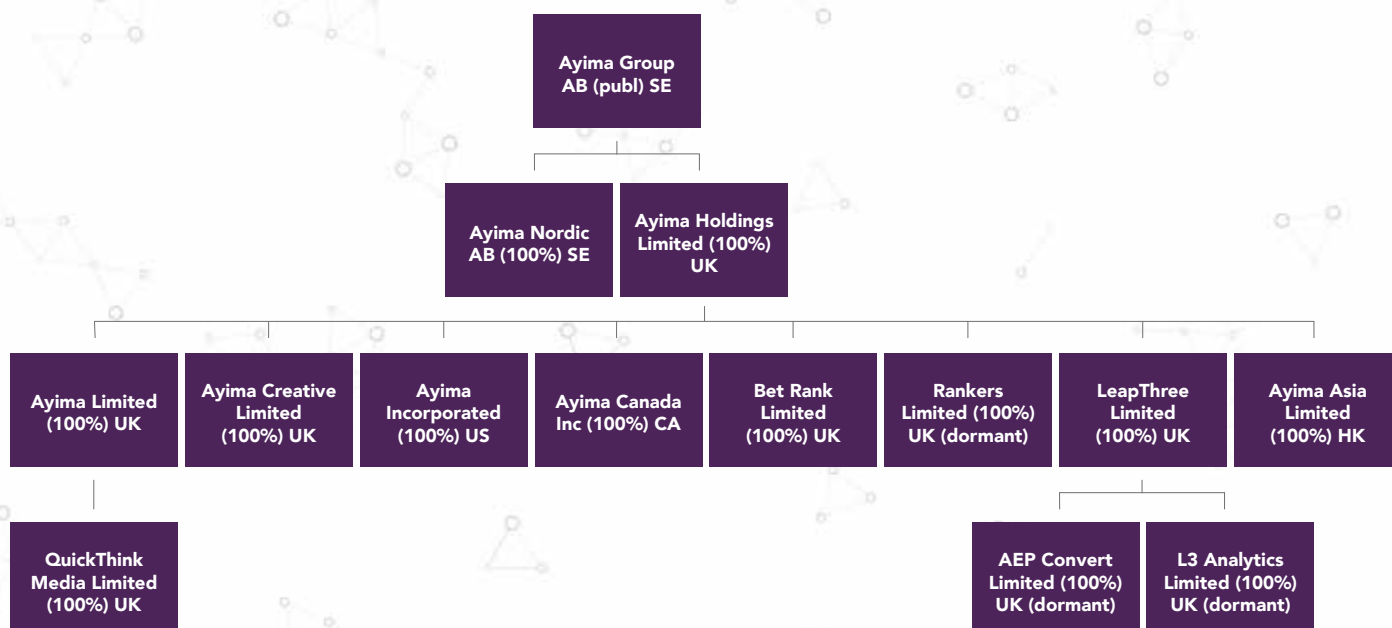 Ayima Group
AB (publ) SE
Ayima Nordic
AB (100%) SE
Ayima Holdings
Limited (100%)
UK
Ayima Limited
(100%) UK
Ayima Creative
Limited
(100%) UK
Ayima
Incorporated
(100%) US
Ayima Canada
Inc (100%) CA
Bet Rank
Limited
(100%) UK
Rankers
Limited (100%)
UK (dormant)
LeapThree
Limited
(100%) UK
Ayima Asia
Limited
(100%) HK
QuickThink
Media Limited
(100%) UK
AEP Convert
Limited (100%)
UK (dormant)
L3 Analytics
Limited (100%)
UK (dormant)